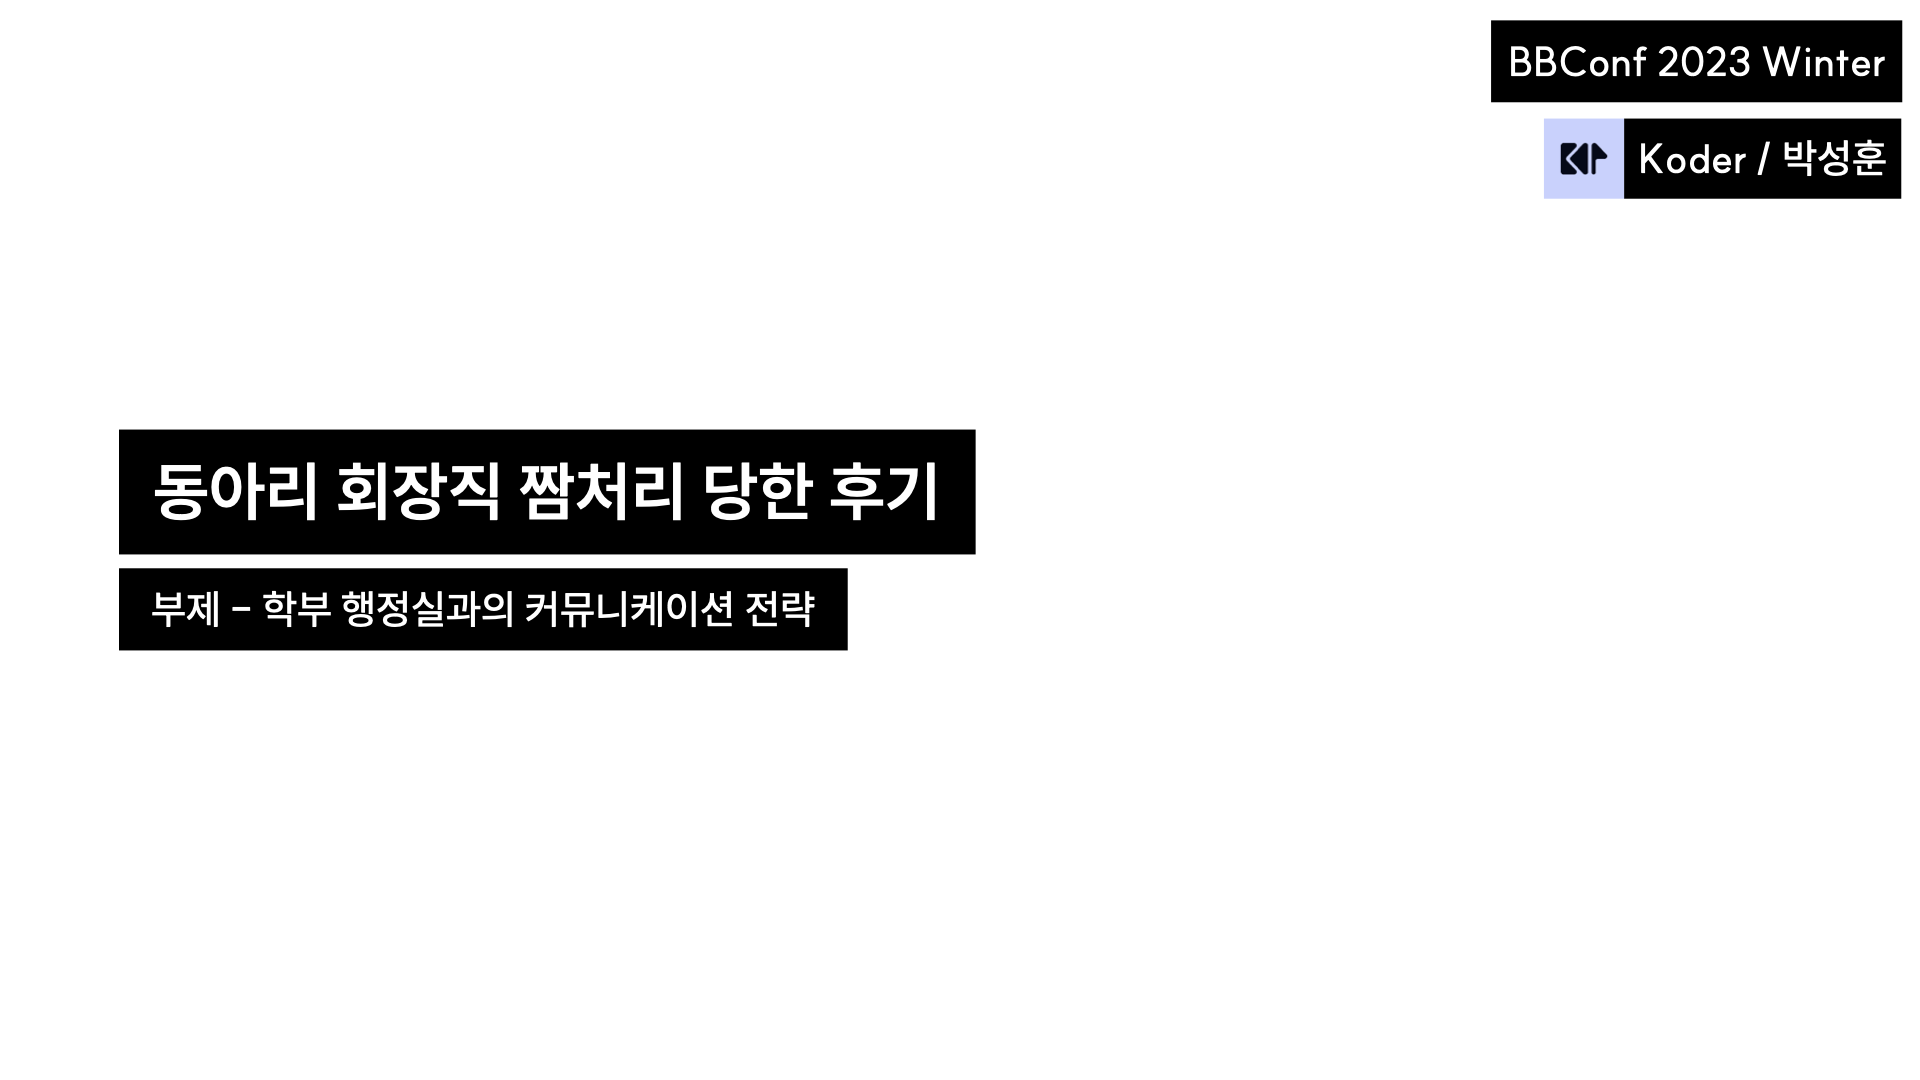 BBConf 2023 Winter
Koder / 박성훈
동아리 회장직 짬처리 당한 후기
부제 – 학부 행정실과의 커뮤니케이션 전략